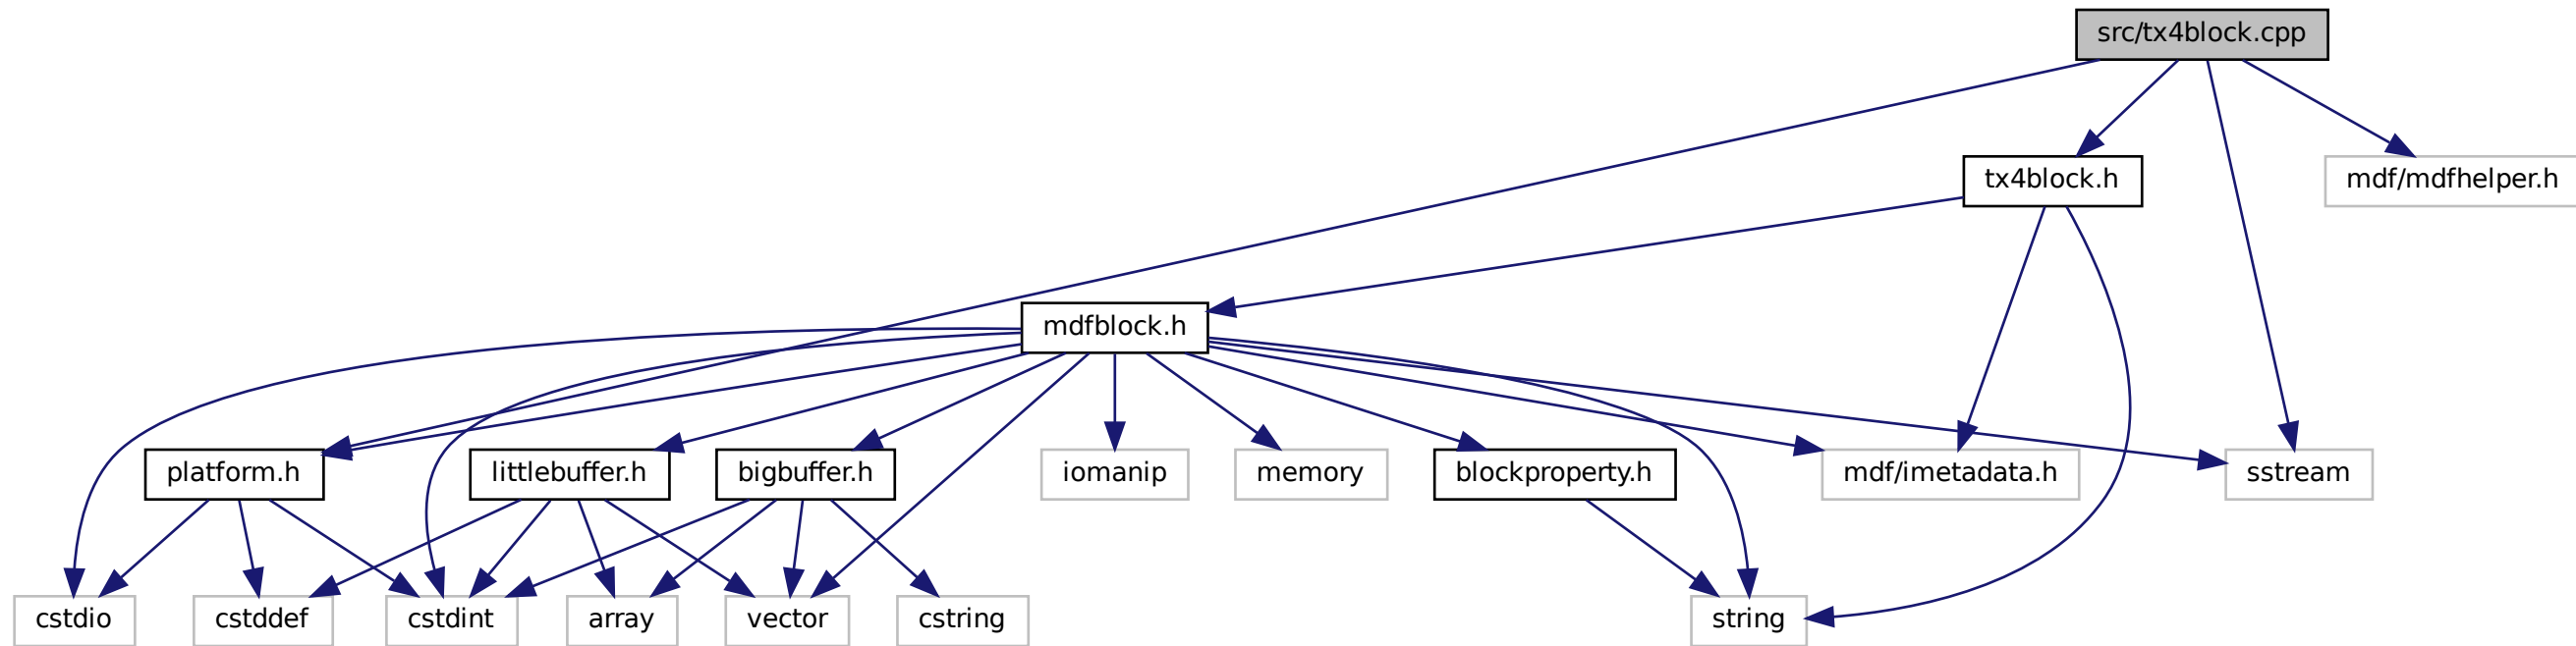 src/tx4block.cpp
tx4block.h
mdf/mdfhelper.h
mdfblock.h
platform.h
littlebuffer.h
bigbuffer.h
iomanip
memory
blockproperty.h
mdf/imetadata.h
sstream
cstdio
cstddef
cstdint
array
vector
cstring
string